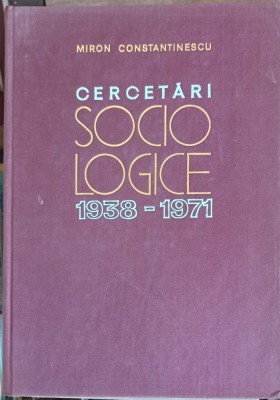 MIRON CONSTANTINESCU
CERCETĂRI
SOCIO
LOGICE
1938-1971